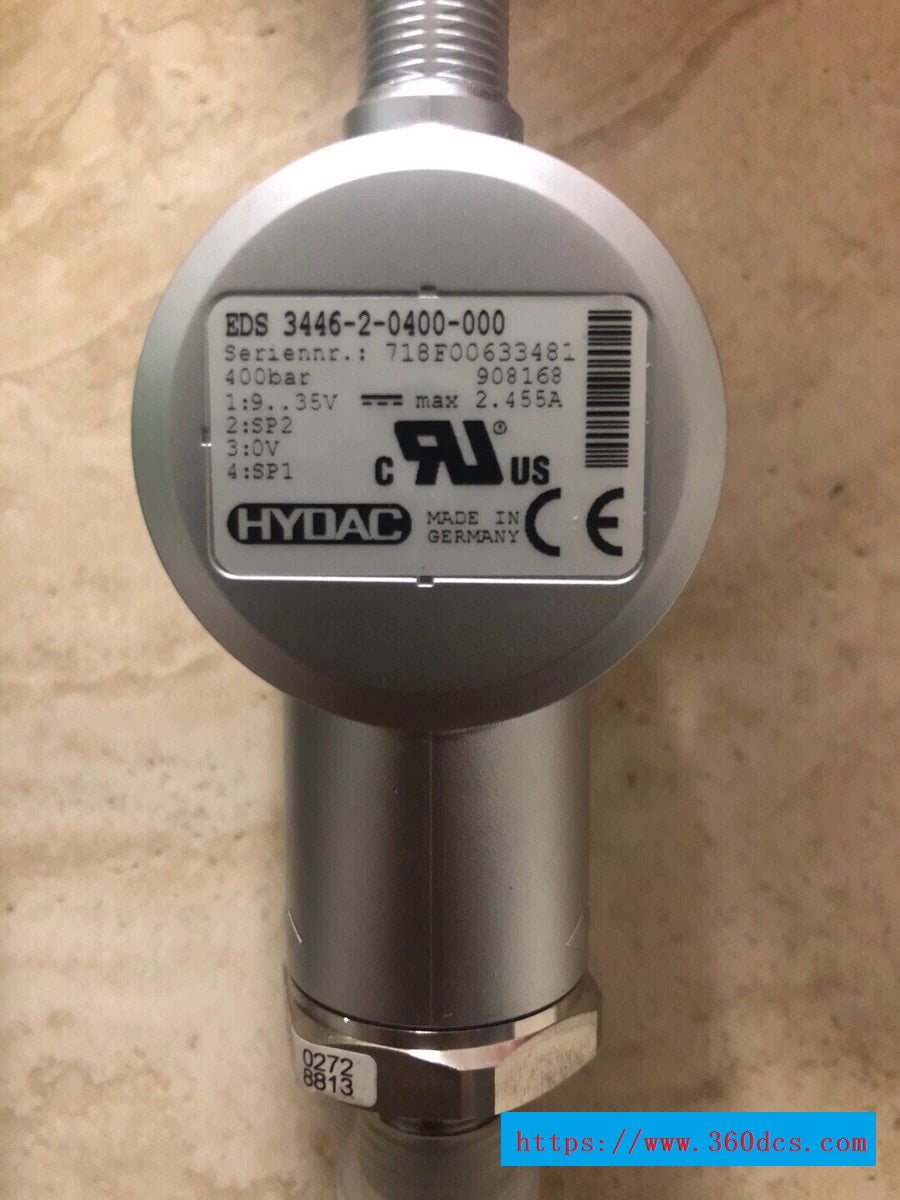 EDS 3446-2-0400-000
Seriennr.: 718F00633481
400bar 908168
1:9..35V max 2.455A
2:SP2
3:0V
4:SP1
C RU ® US
HYDAC MADE IN GERMANY CE
0272
8813
https://www.360dcs.com